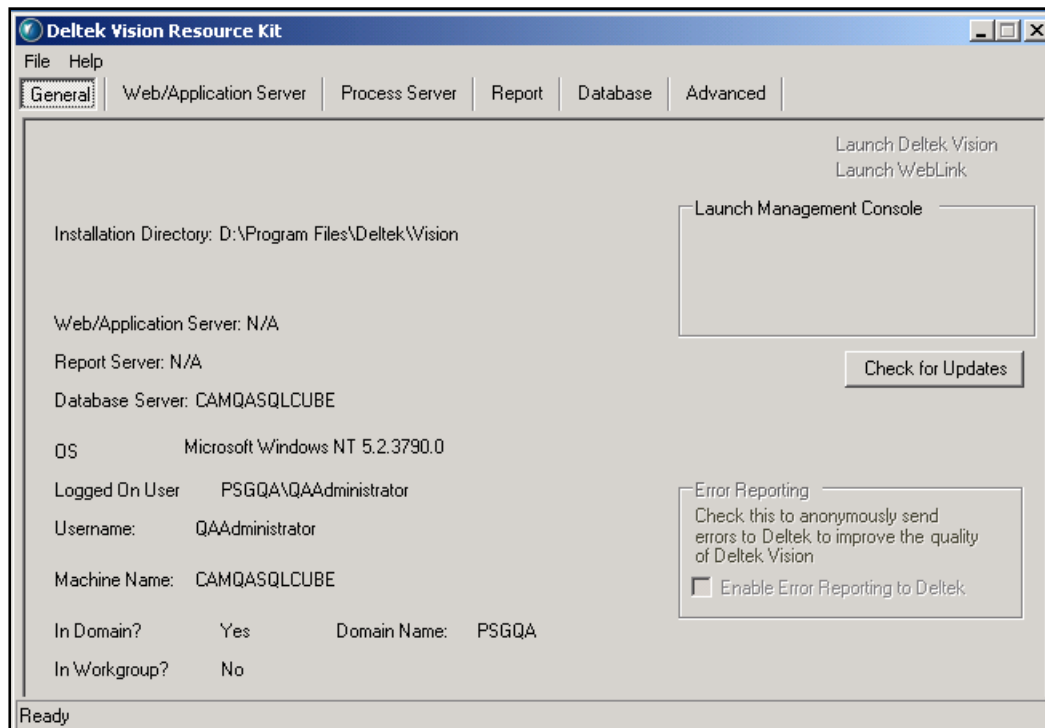 Deltek Vision Resource Kit
File Help
General Web/Application Server Process Server Report Database Advanced
Launch Deltek Vision
Launch WebLink
Launch Management Console
Installation Directory: D:\Program Files\Deltek\Vision
Web/Application Server: N/A
Report Server: N/A
Check for Updates
Database Server: CAMQASQLCUBE
OS Microsoft Windows NT 5.2.3790.0
Logged On User PSGQA\QAAdministrator
Username: QAAdministrator
Machine Name: CAMQASQLCUBE
In Domain? Yes Domain Name: PSGQA
In Workgroup? No
Error Reporting
Check this to anonymously send
errors to Deltek to improve the quality
of Deltek Vision
Enable Error Reporting to Deltek
Ready